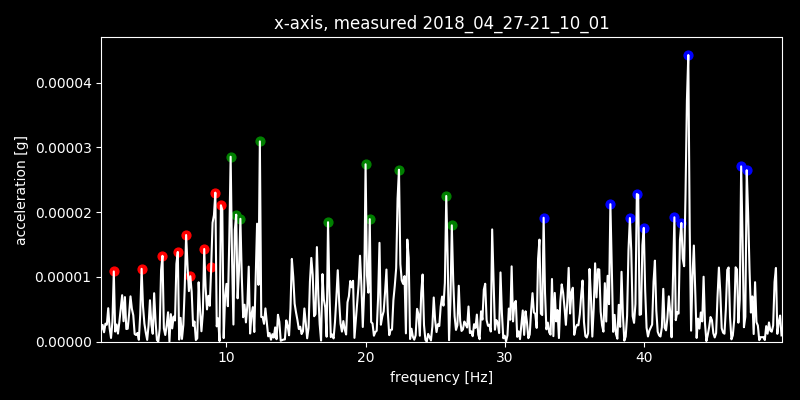 x-axis, measured 2018_04_27-21_10_01
0.00004
0.00003
0.00002
0.00001
0.00000
acceleration [g]
10 20 30 40
frequency [Hz]